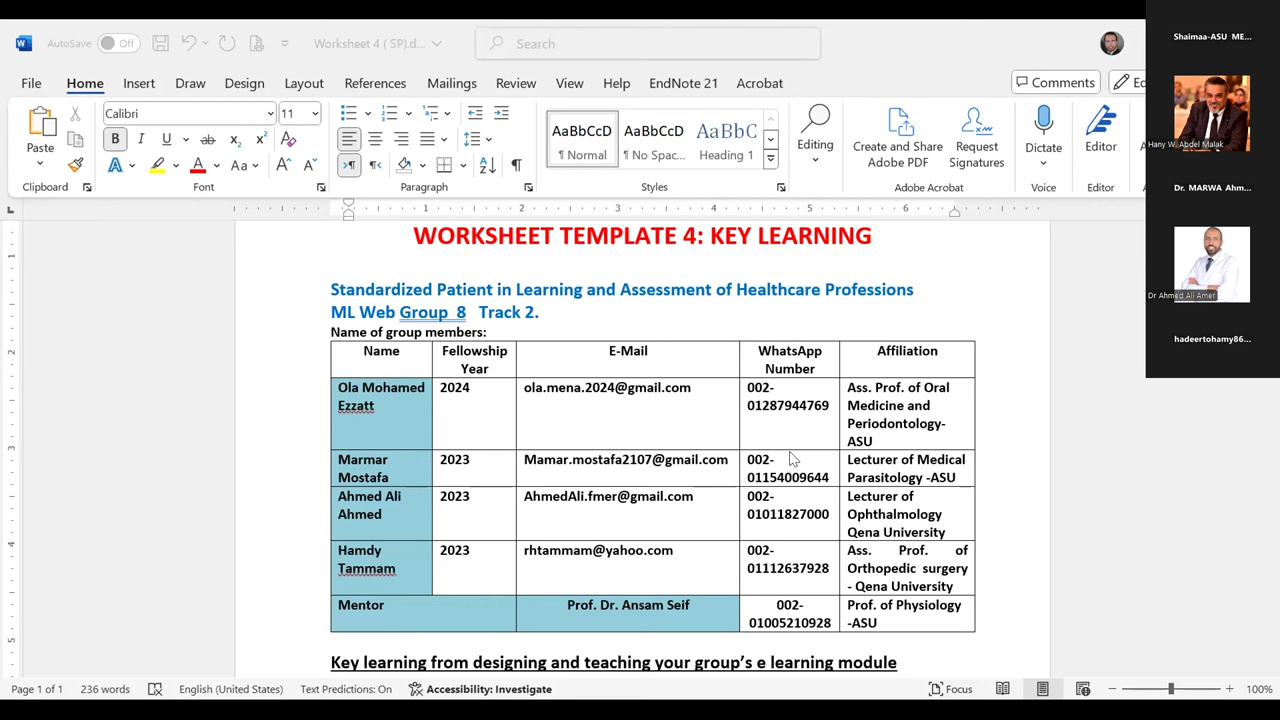 AutoSave Off Worksheet 4 ( SP).d... Search
File Home Insert Draw Design Layout References Mailings Review View Help EndNote 21 Acrobat Comments Ed
Calibri 11
AaBbCcD AaBbCcD AaBbC
Normal No Spac... Heading 1
Paste
Editing
Create and Share Adobe PDF
Request Signatures
Dictate
Editor
Clipboard Font Paragraph Styles Adobe Acrobat Voice Editor
1 2 3 4 5 6
WORKSHEET TEMPLATE 4: KEY LEARNING
Standardized Patient in Learning and Assessment of Healthcare Professions
ML Web Group 8 Track 2.
Name of group members:
Name Fellowship Year E-Mail WhatsApp Number Affiliation
Ola Mohamed Ezzatt 2024 ola.mena.2024@gmail.com 002-01287944769 Ass. Prof. of Oral Medicine and Periodontology- ASU
Marmar Mostafa 2023 Mamar.mostafa2107@gmail.com 002-01154009644 Lecturer of Medical Parasitology -ASU
Ahmed Ali Ahmed 2023 AhmedAli.fmer@gmail.com 002-01011827000 Lecturer of Ophthalmology Qena University
Hamdy Tammam 2023 rhtammam@yahoo.com 002-01112637928 Ass. Prof. of Orthopedic surgery - Qena University
Mentor Prof. Dr. Ansam Seif 002-01005210928 Prof. of Physiology -ASU
Key learning from designing and teaching your group's e learning module
Page 1 of 1 236 words English (United States) Text Predictions: On Accessibility: Investigate Focus 100%
Shaimaa-ASU ME...
Hany W. Abdel Malak
Dr. MARWA Ahm...
Dr Ahmed Ali Amer
hadeertohamy86...